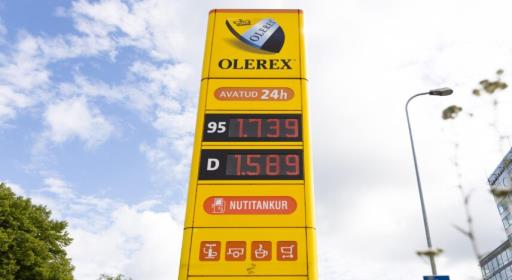 OLEREX
OLEREX
AVATUD 24h
95 1.739
D 1.589
NUTITANKUR